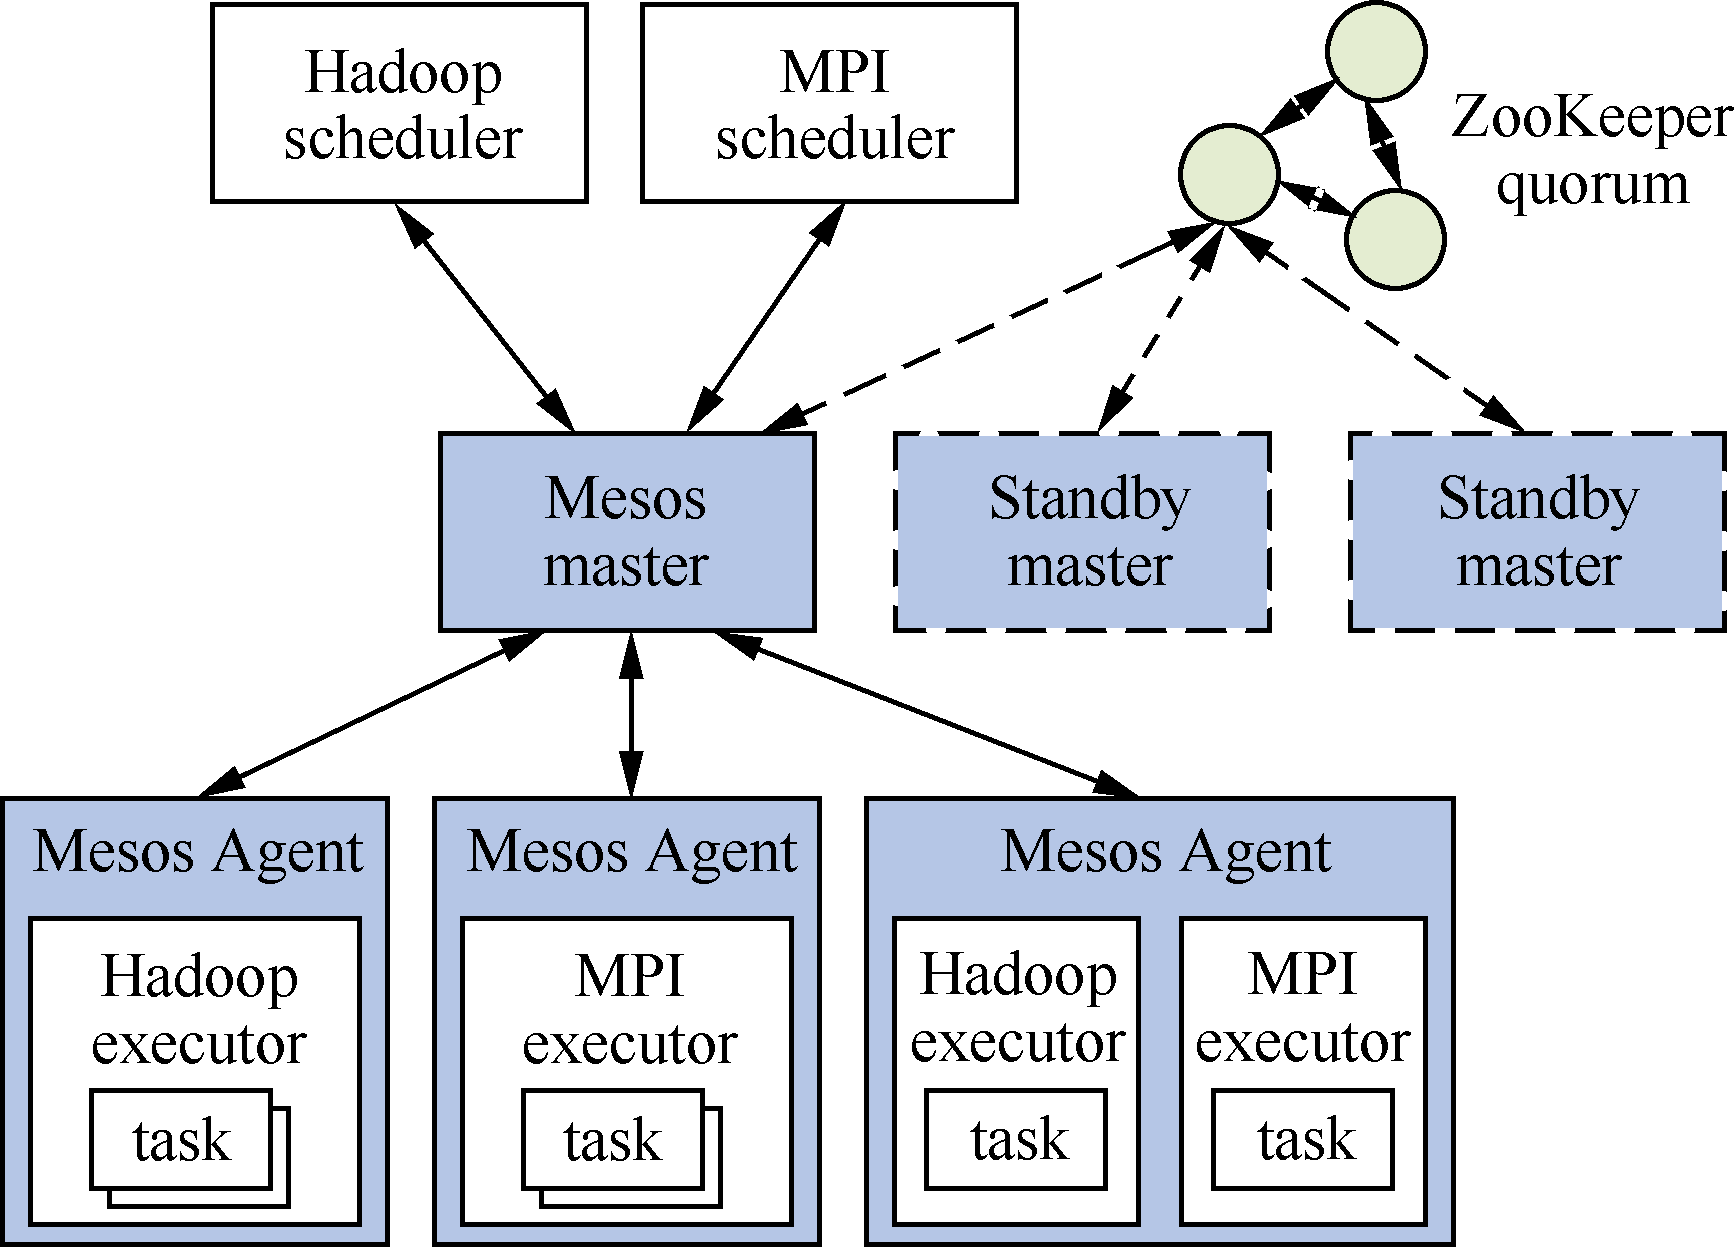 Hadoop
scheduler
MPI
scheduler
ZooKeeper
quorum
Mesos
master
Standby
master
Standby
master
Mesos Agent
Hadoop
executor
task
Mesos Agent
MPI
executor
task
Mesos Agent
Hadoop
executor
task
MPI
executor
task